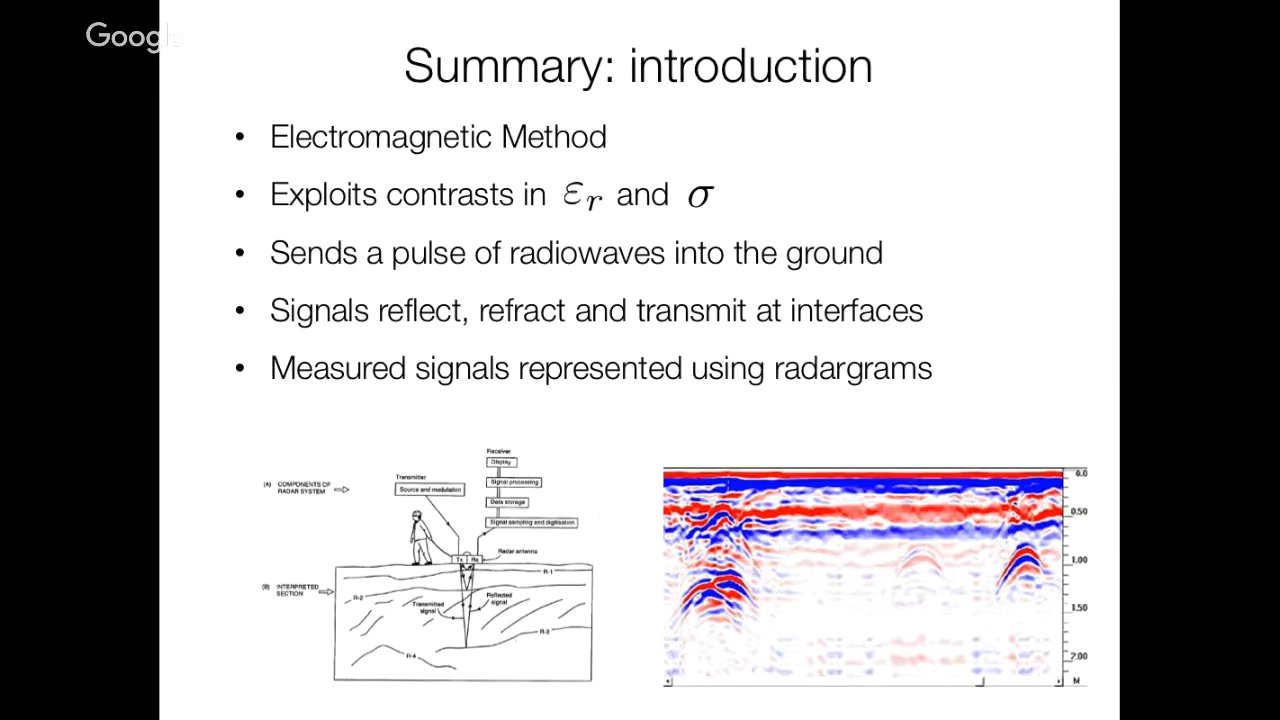 Google
Summary: introduction
• Electromagnetic Method
• Exploits contrasts in εr and σ
• Sends a pulse of radiowaves into the ground
• Signals reflect, refract and transmit at interfaces
• Measured signals represented using radargrams
Receiver
Display
Signal processing
Data storage
Signal sampling and digitisation
Transmitter
Source and modulation
(A) COMPONENTS OF
RADAR SYSTEM
Tx Rx
Radar antenna
(B) INTERPRETED
SECTION
R-1
R-2
Transmitted
signal
Reflected
signal
R-3
R-4
0.0
0.50
1.00
1.50
2.00
M